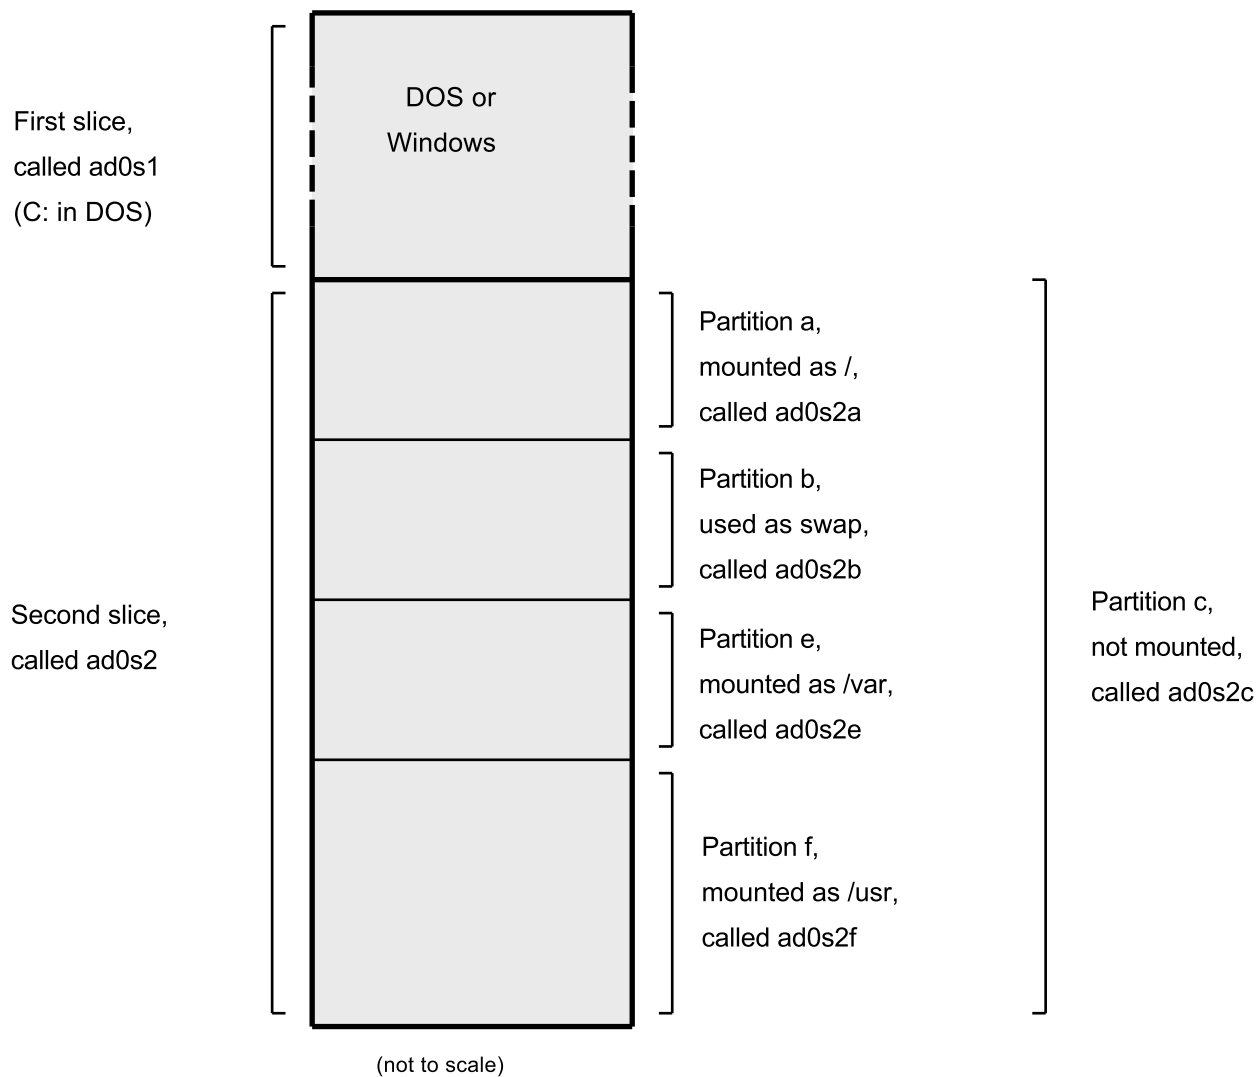 DOS or
Windows
First slice,
called ad0s1
(C: in DOS)
Partition a,
mounted as /,
called ad0s2a
Partition b,
used as swap,
called ad0s2b
Second slice,
called ad0s2
Partition e,
mounted as /var,
called ad0s2e
Partition c,
not mounted,
called ad0s2c
Partition f,
mounted as /usr,
called ad0s2f
(not to scale)